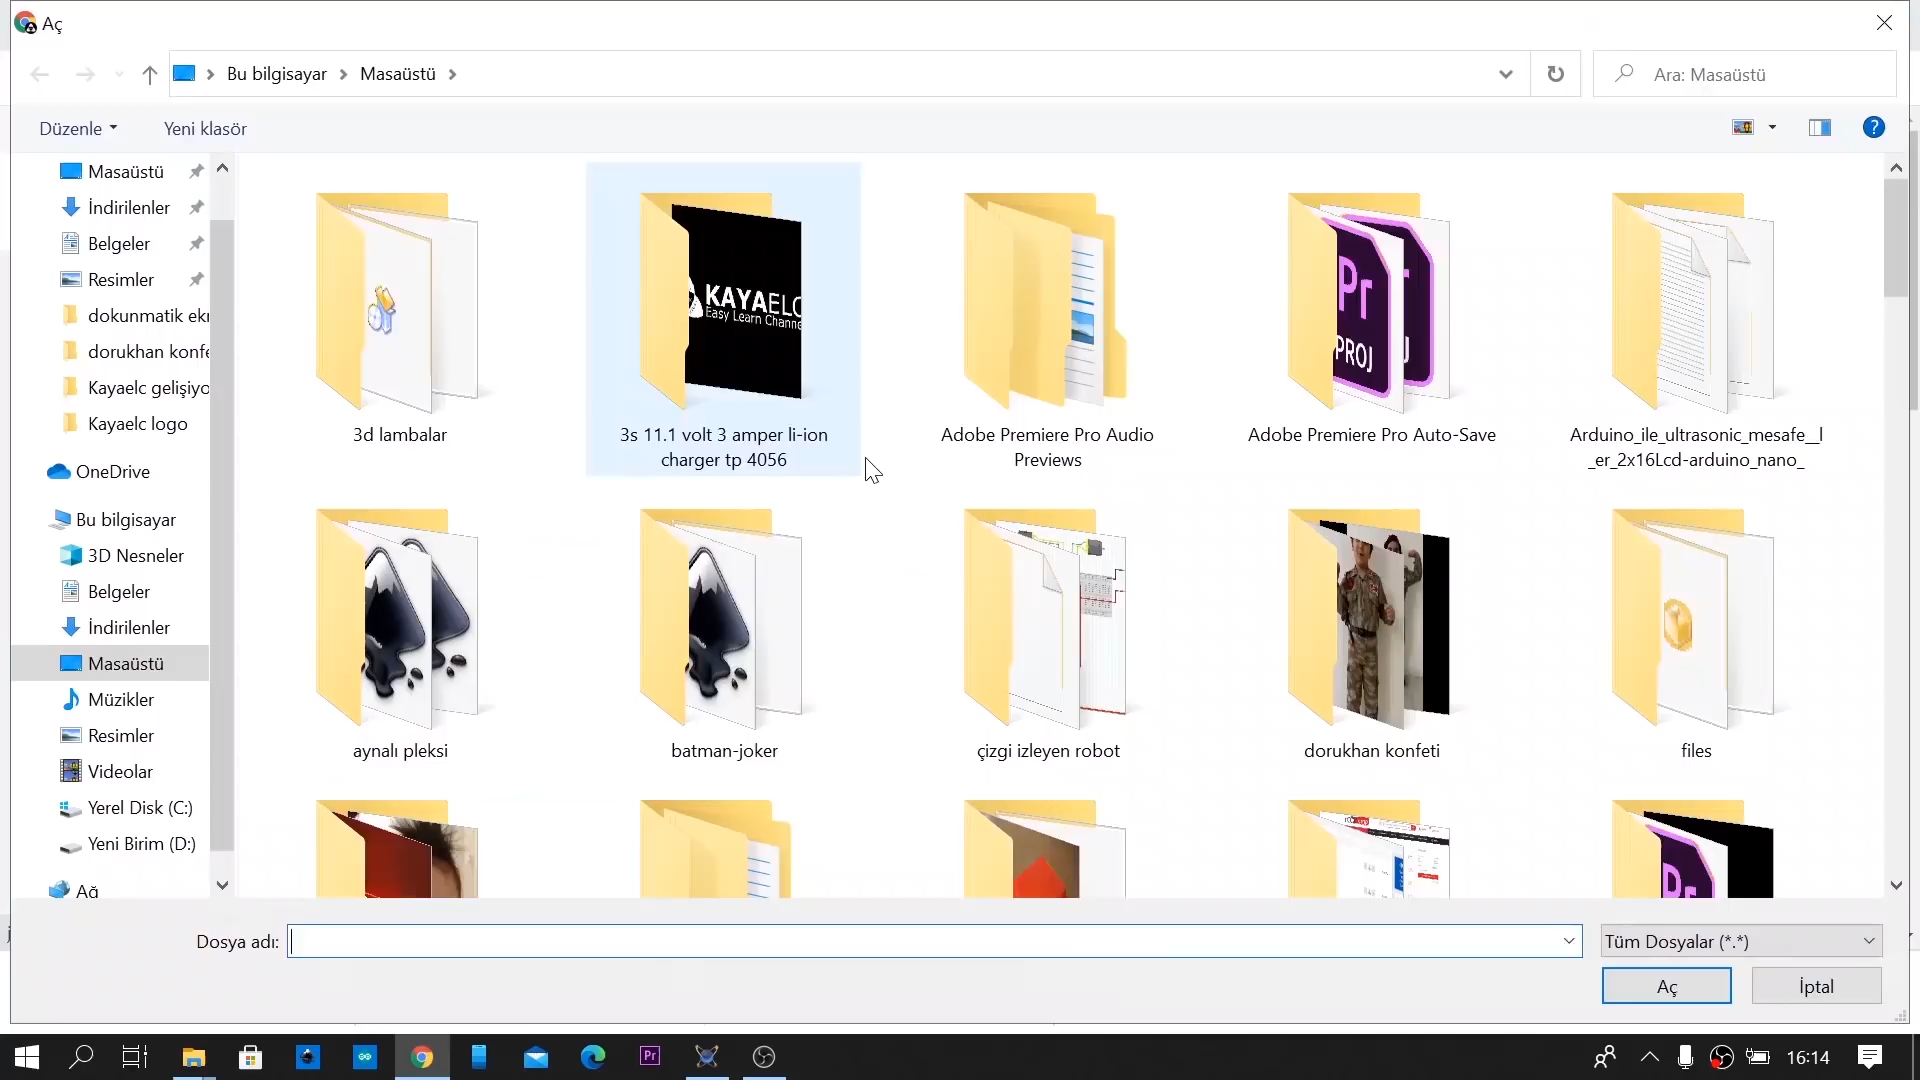 Aç
Bu bilgisayar
Masaüstü
Ara: Masaüstü
Düzenle
Yeni klasör
Masaüstü
İndirilenler
Belgeler
Resimler
dokunmatik ekr
dorukhan konfe
Kayaelc gelişiyo
Kayaelc logo
OneDrive
Bu bilgisayar
3D Nesneler
Belgeler
İndirilenler
Masaüstü
Müzikler
Resimler
Videolar
Yerel Disk (C:)
Yeni Birim (D:)
Ağ
KAYAELC
Easy Learn Channe
Pr
PROJ
3d lambalar
3s 11.1 volt 3 amper li-ion
charger tp 4056
Adobe Premiere Pro Audio
Previews
Adobe Premiere Pro Auto-Save
Arduino_ile_ultrasonic_mesafe__l
_er_2x16Lcd-arduino_nano_
aynalı pleksi
batman-joker
çizgi izleyen robot
dorukhan konfeti
files
Pr
Dosya adı:
Tüm Dosyalar (*.*)
Aç
İptal
Pr
16:14